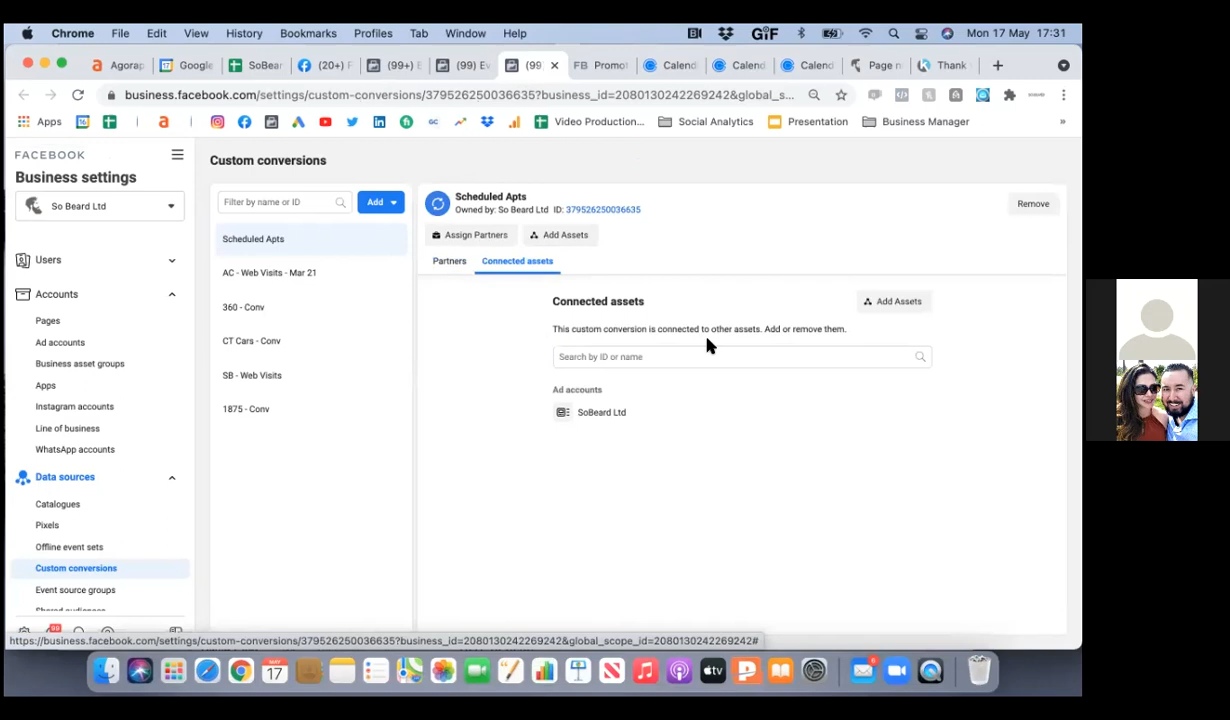 Chrome File Edit View History Bookmarks Profiles Tab Window Help GIF Mon 17 May 17:31
Agorap Google SoBear (20+) F (99+) E (99) Ev (99 FB Promot Calend Calend Calend Page n Thank
business.facebook.com/settings/custom-conversions/379526250036635?business_id=2080130242269242&global_s...
Apps Video Production... Social Analytics Presentation Business Manager »
FACEBOOK
Business settings
So Beard Ltd
Users
Accounts
Pages
Ad accounts
Business asset groups
Apps
Instagram accounts
Line of business
WhatsApp accounts
Data sources
Catalogues
Pixels
Offline event sets
Custom conversions
Event source groups
Shared audiences
Custom conversions
Filter by name or ID
Add
Scheduled Apts
AC - Web Visits - Mar 21
360 - Conv
CT Cars - Conv
SB - Web Visits
1875 - Conv
Scheduled Apts
Owned by: So Beard Ltd ID: 379526250036635
Remove
Assign Partners Add Assets
Partners Connected assets
Connected assets
Add Assets
This custom conversion is connected to other assets. Add or remove them.
Search by ID or name
Ad accounts
SoBeard Ltd
https://business.facebook.com/settings/custom-conversions/379526250036635?business_id=2080130242269242&global_scope_id=2080130242269242#
MAY
17
tv